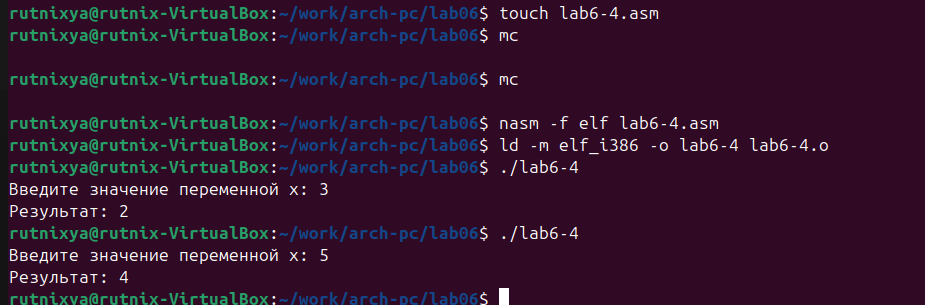 rutnixya@rutnix-VirtualBox:~/work/arch-pc/lab06$ touch lab6-4.asm
rutnixya@rutnix-VirtualBox:~/work/arch-pc/lab06$ mc
rutnixya@rutnix-VirtualBox:~/work/arch-pc/lab06$ mc
rutnixya@rutnix-VirtualBox:~/work/arch-pc/lab06$ nasm -f elf lab6-4.asm
rutnixya@rutnix-VirtualBox:~/work/arch-pc/lab06$ ld -m elf_i386 -o lab6-4 lab6-4.o
rutnixya@rutnix-VirtualBox:~/work/arch-pc/lab06$ ./lab6-4
Введите значение переменной x: 3
Результат: 2
rutnixya@rutnix-VirtualBox:~/work/arch-pc/lab06$ ./lab6-4
Введите значение переменной x: 5
Результат: 4
rutnixya@rutnix-VirtualBox:~/work/arch-pc/lab06$